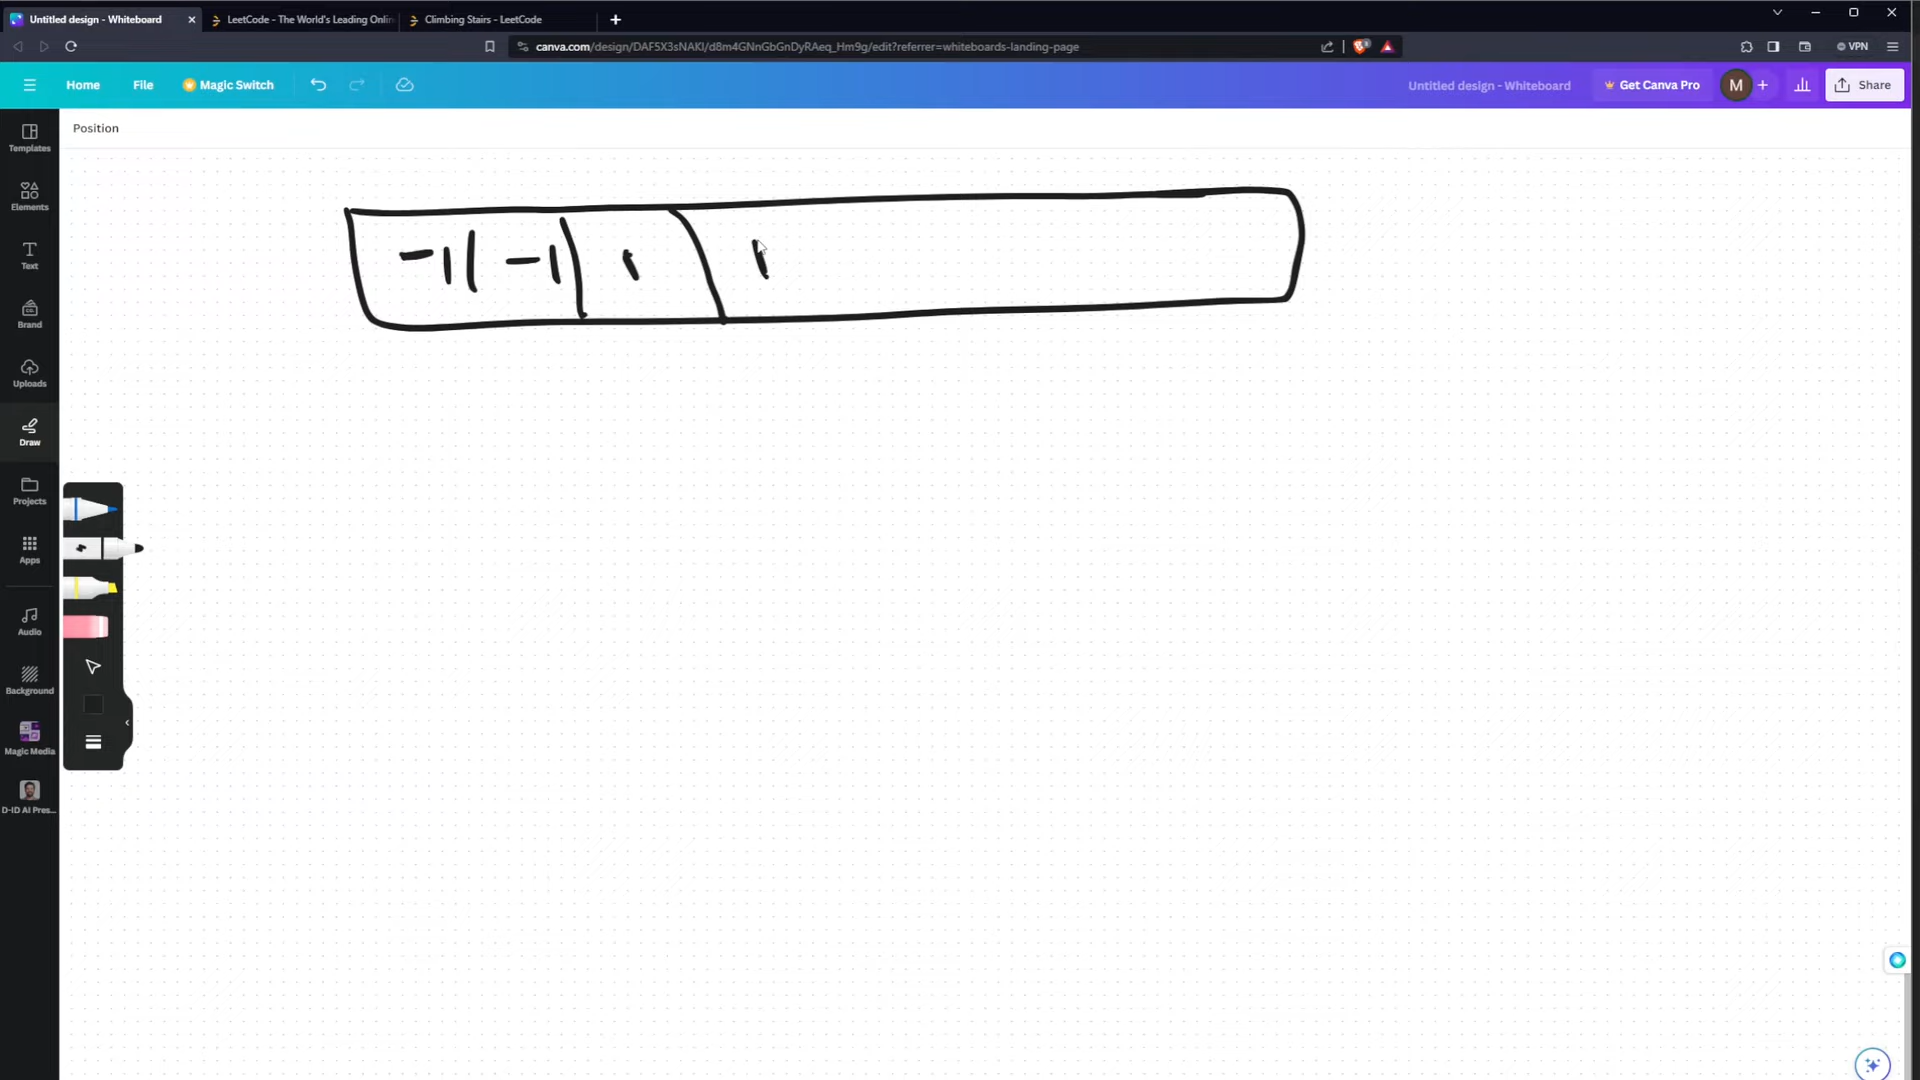 Untitled design - Whiteboard
LeetCode - The World's Leading Onlin
Climbing Stairs - LeetCode
canva.com/design/DAF5X3sNAKI/d8m4GNnGbGnDyRAeq_Hm9g/edit?referrer=whiteboards-landing-page
VPN
Home File Magic Switch
Untitled design - Whiteboard
Get Canva Pro
M
Share
Position
Templates
Elements
Text
Brand
Uploads
Draw
Projects
Apps
Audio
Background
Magic Media
D-ID AI Pres...
-1 | -1 | 1 | 1